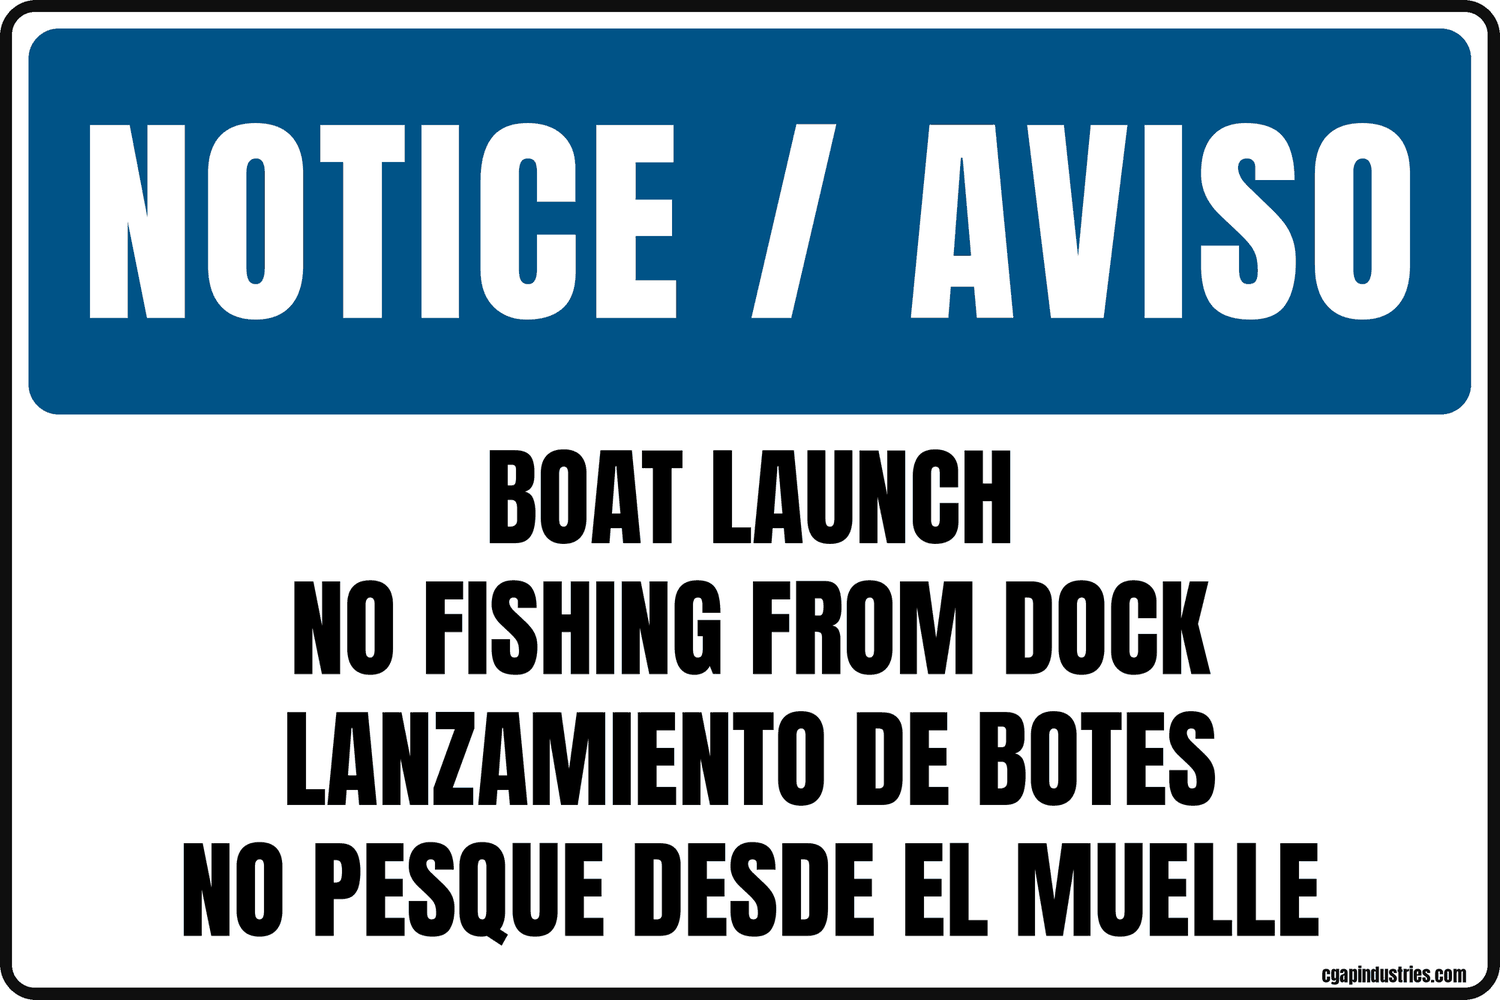 NOTICE / AVISO
BOAT LAUNCH
NO FISHING FROM DOCK
LANZAMIENTO DE BOTES
NO PESQUE DESDE EL MUELLE
cgapindustries.com